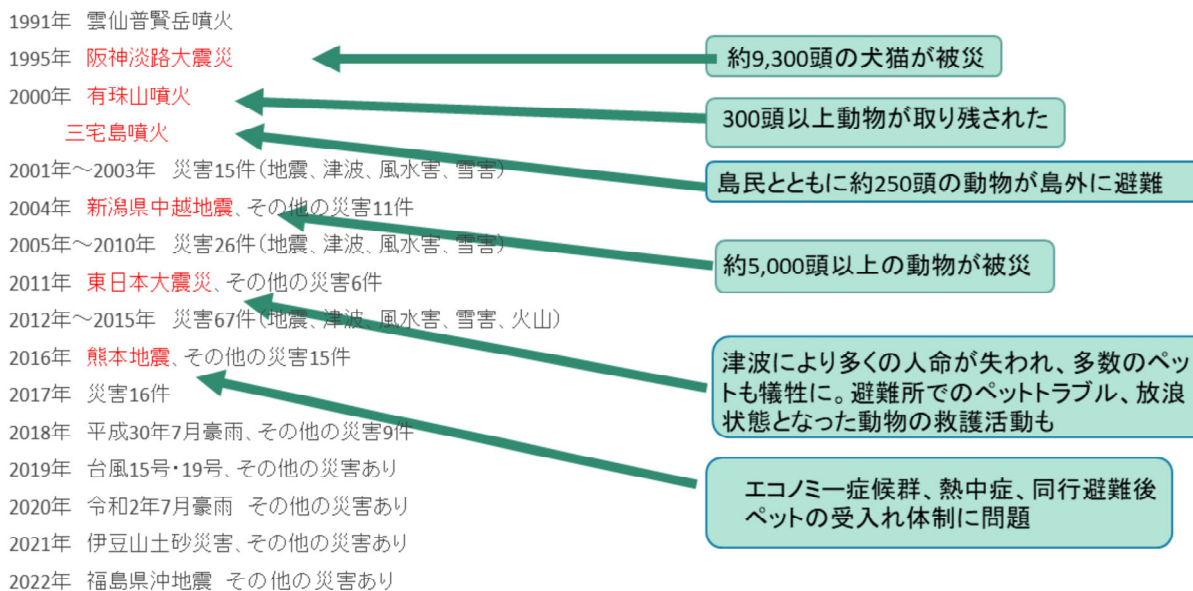 1991年 雲仙普賢岳噴火
1995年 阪神淡路大震災
約9,300頭の犬猫が被災
2000年 有珠山噴火
300頭以上動物が取り残された
三宅島噴火
2001年～2003年 災害15件(地震、津波、風水害、雪害)
島民とともに約250頭の動物が島外に避難
2004年 新潟県中越地震、その他の災害11件
2005年～2010年 災害26件(地震、津波、風水害、雪害)
約5,000頭以上の動物が被災
2011年 東日本大震災、その他の災害6件
2012年～2015年 災害67件(地震、津波、風水害、雪害、火山)
2016年 熊本地震、その他の災害15件
津波により多くの人命が失われ、多数のペッ
トも犠牲に。避難所でのペットトラブル、放浪
状態となった動物の救護活動も
2017年 災害16件
2018年 平成30年7月豪雨、その他の災害9件
2019年 台風15号・19号、その他の災害あり
エコノミー症候群、熱中症、同行避難後
ペットの受入れ体制に問題
2020年 令和2年7月豪雨 その他の災害あり
2021年 伊豆山土砂災害、その他の災害あり
2022年 福島県沖地震 その他の災害あり